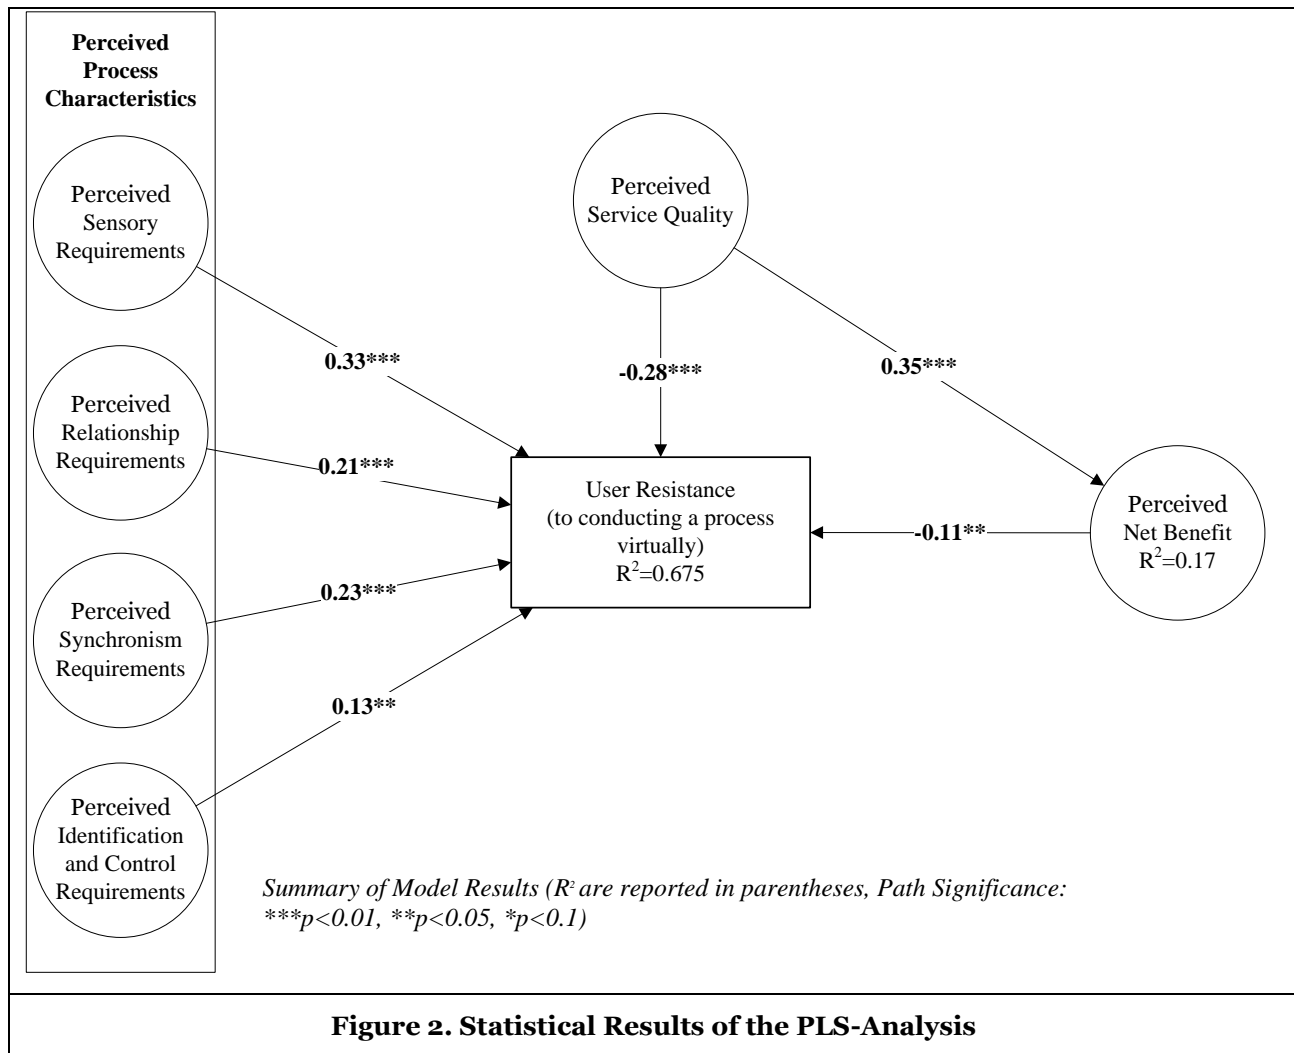 Perceived
Process
Characteristics
Perceived
Sensory
Requirements
Perceived
Relationship
Requirements
Perceived
Synchronism
Requirements
Perceived
Identification
and Control
Requirements
0.33***
0.21***
0.23***
0.13**
Perceived
Service Quality
-0.28***
0.35***
User Resistance
(to conducting a process
virtually)
R²=0.675
-0.11**
Perceived
Net Benefit
R²=0.17
Summary of Model Results (R² are reported in parentheses, Path Significance:
***p<0.01, **p<0.05, *p<0.1)
Figure 2. Statistical Results of the PLS-Analysis